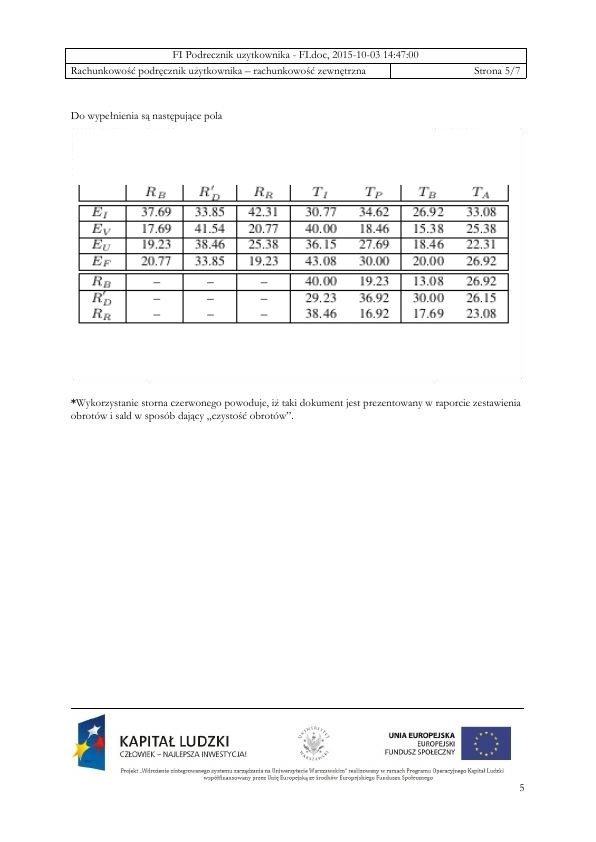 FI Podrecznik uzytkownika - FI.doc, 2015-10-03 14:47:00
Rachunkowość podręcznik użytkownika – rachunkowość zewnętrzna Strona 5/7
Do wypełnienia są następujące pola
R_B R'_D R_R T_I T_P T_B T_A
E_I 37.69 33.85 42.31 30.77 34.62 26.92 33.08
E_V 17.69 41.54 20.77 40.00 18.46 15.38 25.38
E_U 19.23 38.46 25.38 36.15 27.69 18.46 22.31
E_F 20.77 33.85 19.23 43.08 30.00 20.00 26.92
R_B – – – 40.00 19.23 13.08 26.92
R'_D – – – 29.23 36.92 30.00 26.15
R_R – – – 38.46 16.92 17.69 23.08
*Wykorzystanie storna czerwonego powoduje, iż taki dokument jest prezentowany w raporcie zestawienia
obrotów i sald w sposób dający „czystość obrotów”.
KAPITAŁ LUDZKI
CZŁOWIEK – NAJLEPSZA INWESTYCJA!
UNIWERSYTET
WARSZAWSKI
UNIA EUROPEJSKA
EUROPEJSKI
FUNDUSZ SPOŁECZNY
Projekt „Wdrożenie zintegrowanego systemu zarządzania na Uniwersytecie Warszawskim” realizowany w ramach Programu Operacyjnego Kapitał Ludzki
współfinansowany przez Unię Europejską ze środków Europejskiego Funduszu Społecznego
5